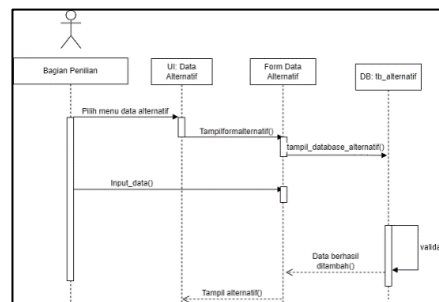 Bagian Penilian
UI: Data
Alternatif
Form Data
Alternatif
DB: tb_alternatif
Pilih menu data alternatif
Tampilformalternatif()
tampil_database_alternatif()
Input_data()
valida
Data berhasil
ditambah()
Tampil alternatif()